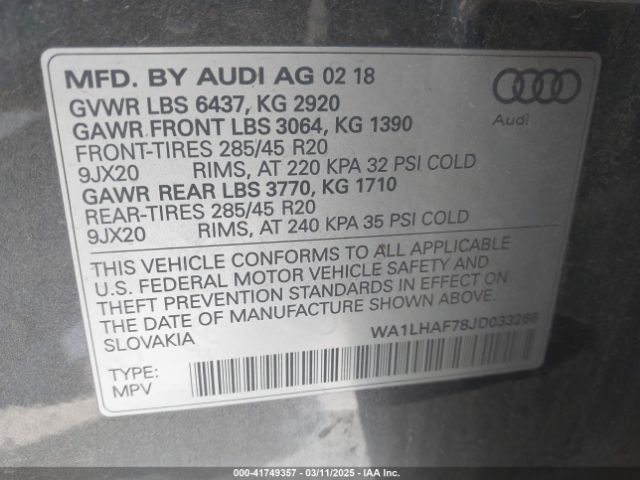 MFD. BY AUDI AG 02 18
GVWR LBS 6437, KG 2920
GAWR FRONT LBS 3064, KG 1390
FRONT-TIRES 285/45 R20
9JX20 RIMS, AT 220 KPA 32 PSI COLD
GAWR REAR LBS 3770, KG 1710
REAR-TIRES 285/45 R20
9JX20 RIMS, AT 240 KPA 35 PSI COLD
Audi
THIS VEHICLE CONFORMS TO ALL APPLICABLE
U.S. FEDERAL MOTOR VEHICLE SAFETY AND
THEFT PREVENTION STANDARDS IN EFFECT ON
THE DATE OF MANUFACTURE SHOWN ABOVE.
SLOVAKIA
WA1LHAF78JD033266
TYPE:
MPV
000-41749357 - 03/11/2025 - IAA Inc.